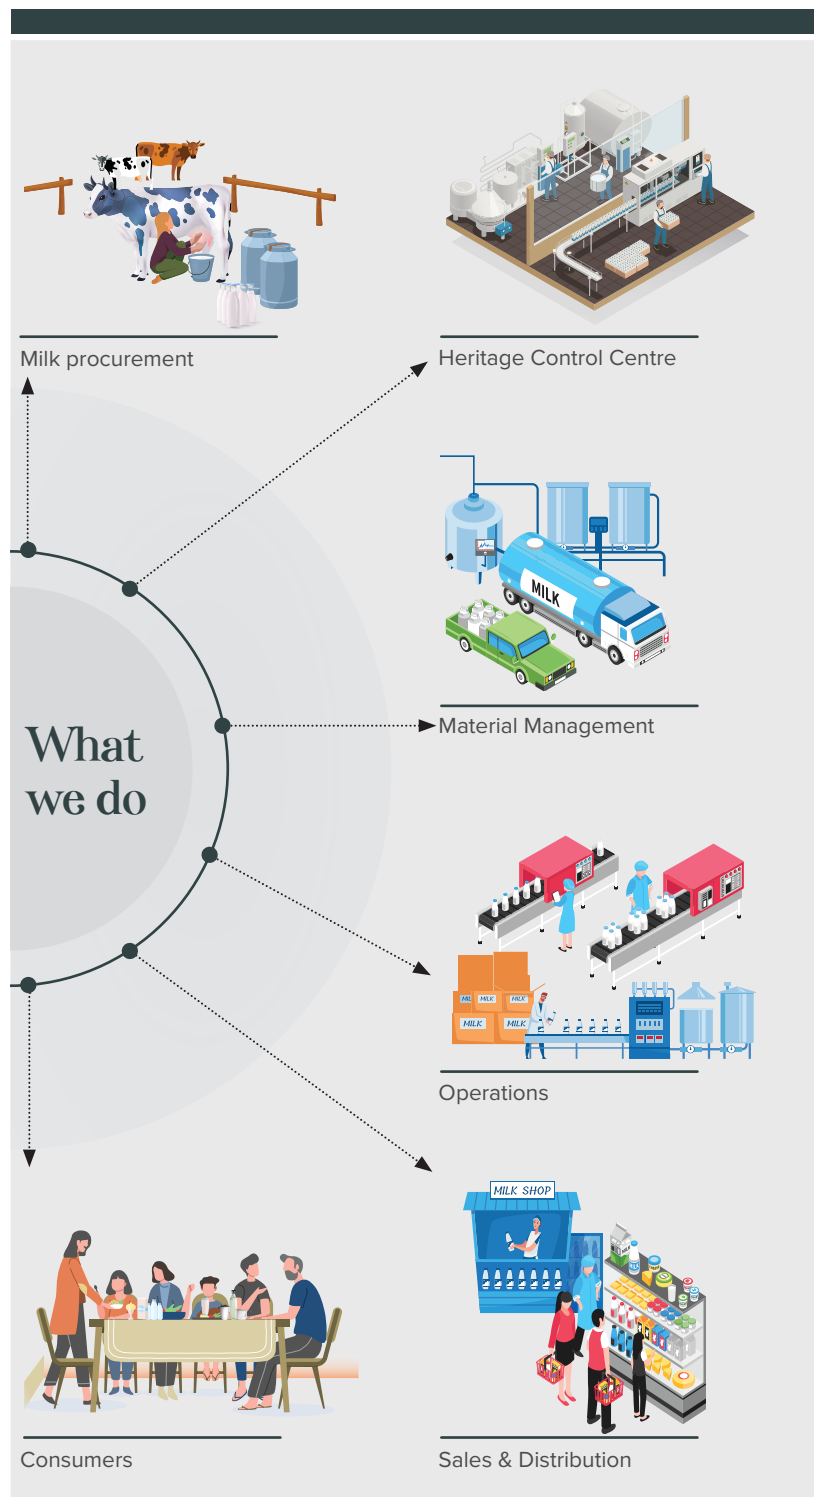 Milk procurement
Heritage Control Centre
MILK
Material Management
What
we do
MILK
MILK
MILK
MILK
Operations
MILK SHOP
Consumers
Sales & Distribution